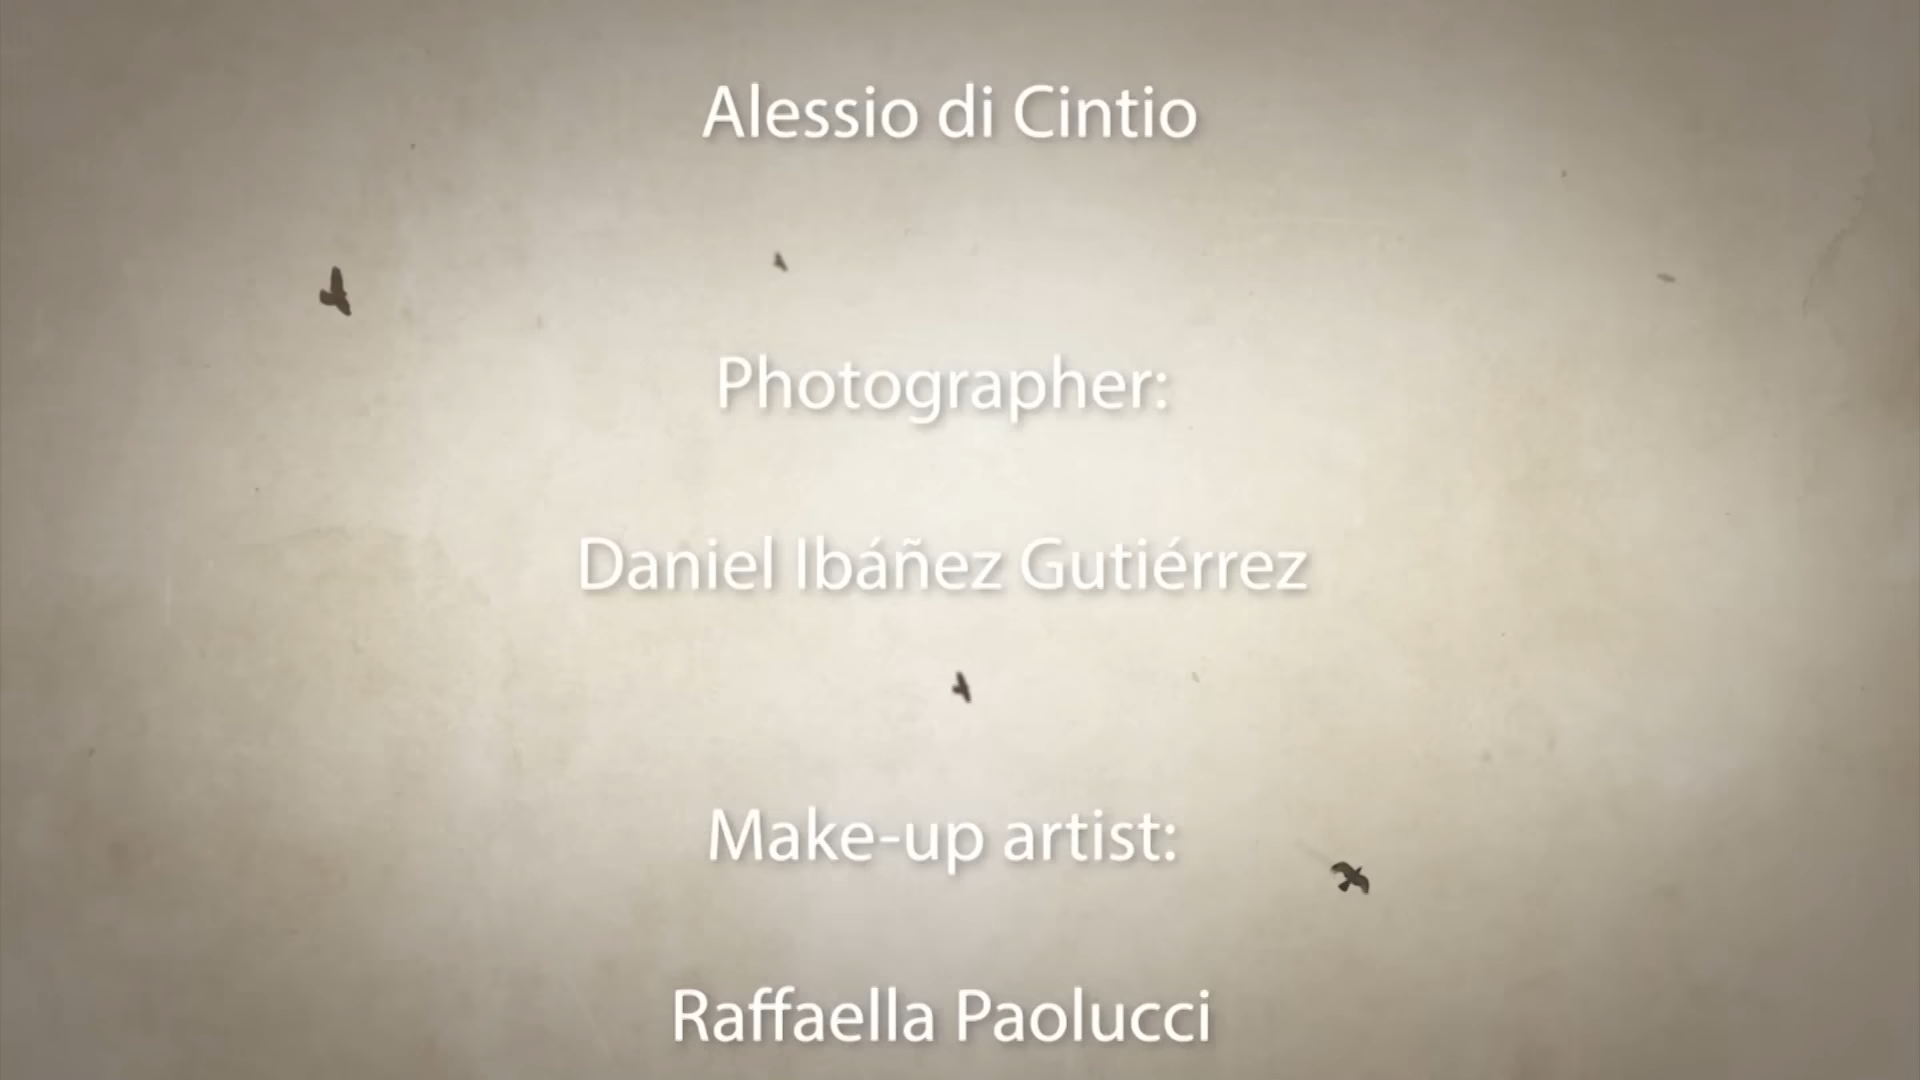 Alessio di Cintio
Photographer:
Daniel Ibáñez Gutiérrez
Make-up artist:
Raffaella Paolucci